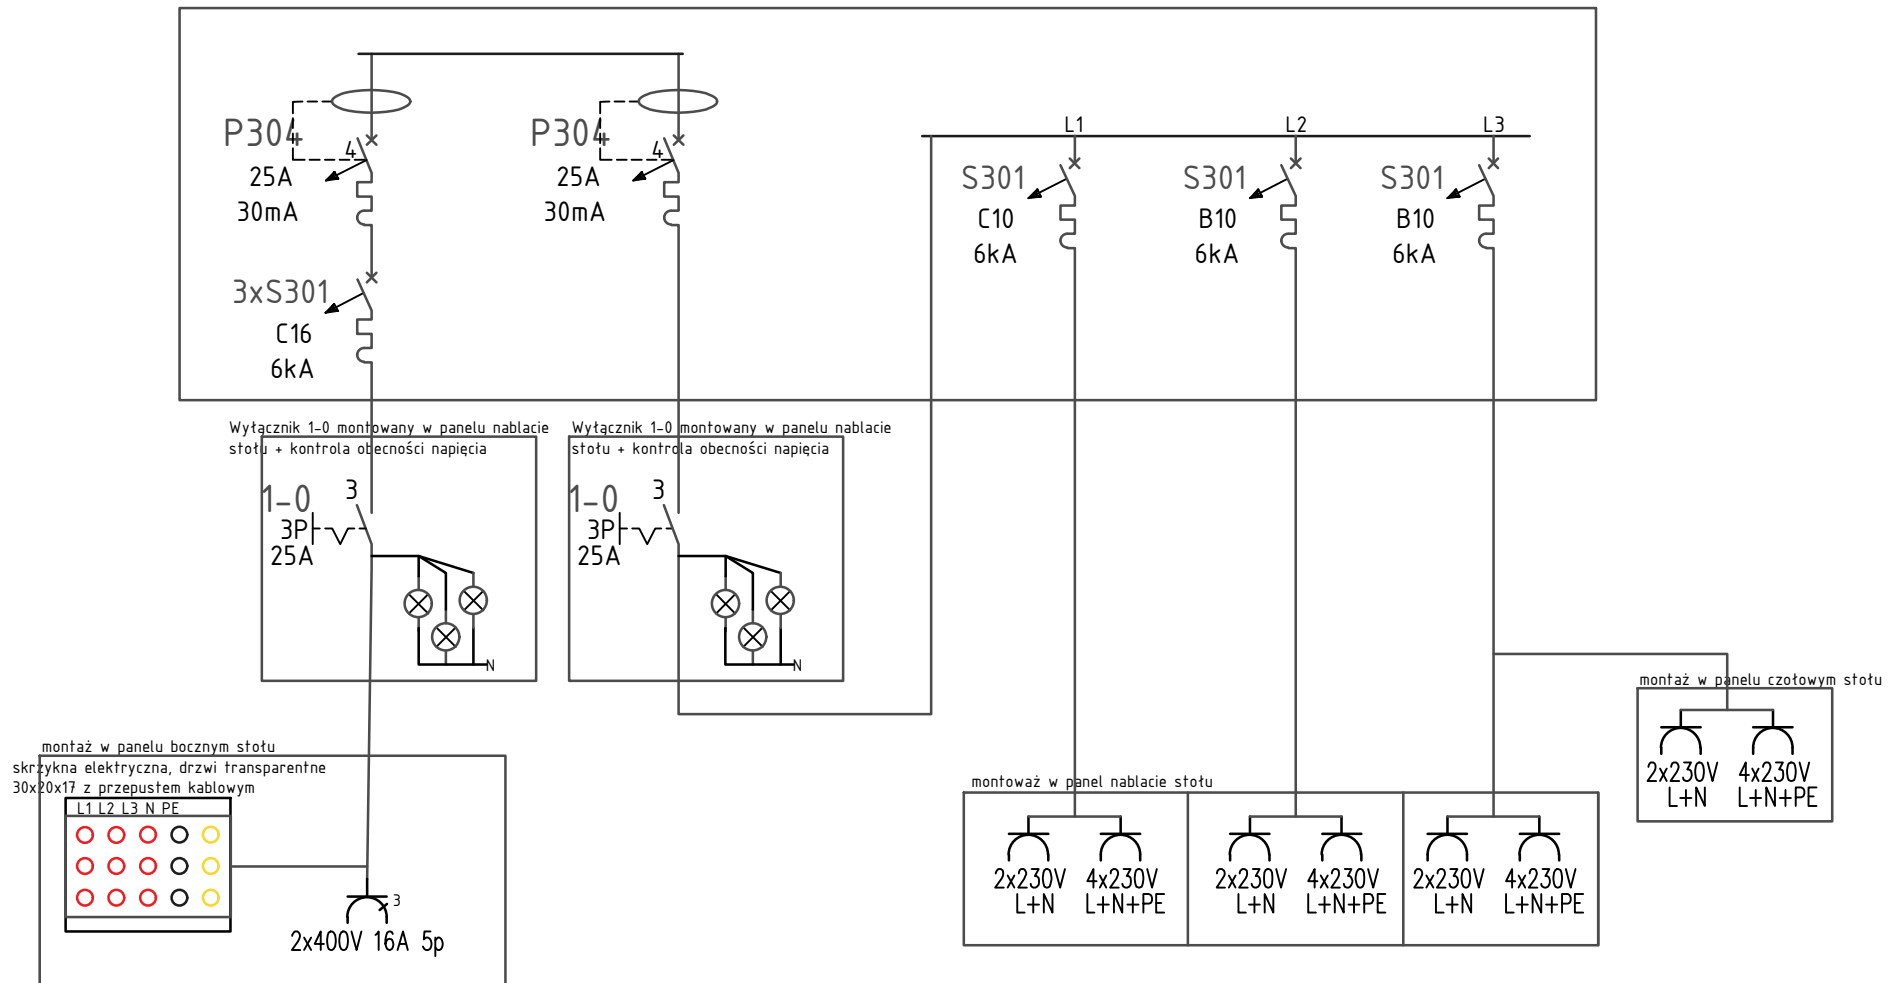 P304
4
25A
30mA
P304
4
25A
30mA
L1
L2
L3
S301
C10
6kA
S301
B10
6kA
S301
B10
6kA
3xS301
C16
6kA
Wyłącznik 1-0 montowany w panelu nablacie
stołu + kontrola obecności napięcia
Wyłącznik 1-0 montowany w panelu nablacie
stołu + kontrola obecności napięcia
1-0
3
3P
25A
N
1-0
3
3P
25A
N
montaż w panelu czołowym stołu
2x230V
L+N
4x230V
L+N+PE
montaż w panelu bocznym stołu
skrzykna elektryczna, drzwi transparentne
30x20x17 z przepustem kablowym
L1 L2 L3 N PE
3
2x400V 16A 5p
montoważ w panel nablacie stołu
2x230V
L+N
4x230V
L+N+PE
2x230V
L+N
4x230V
L+N+PE
2x230V
L+N
4x230V
L+N+PE